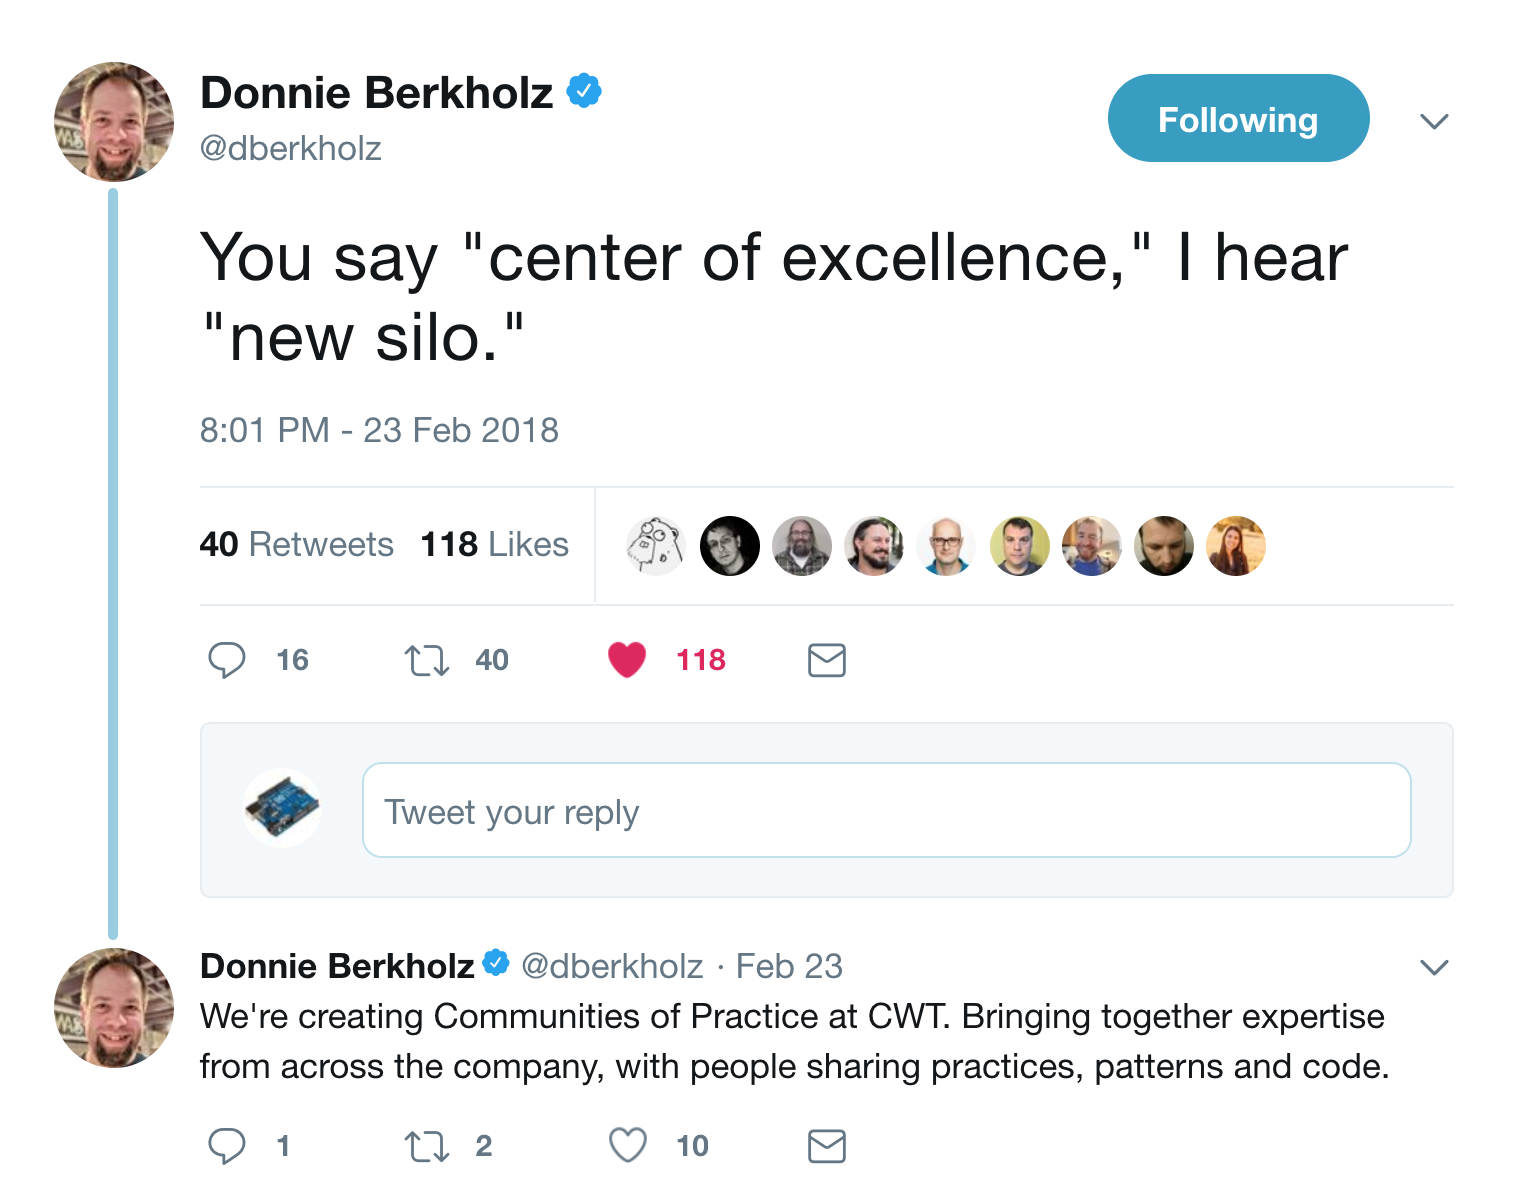 Donnie Berkholz
@dberkholz
Following
You say "center of excellence," I hear
"new silo."
8:01 PM - 23 Feb 2018
40 Retweets 118 Likes
16 40 118
Tweet your reply
Donnie Berkholz @dberkholz · Feb 23
We're creating Communities of Practice at CWT. Bringing together expertise
from across the company, with people sharing practices, patterns and code.
1 2 10